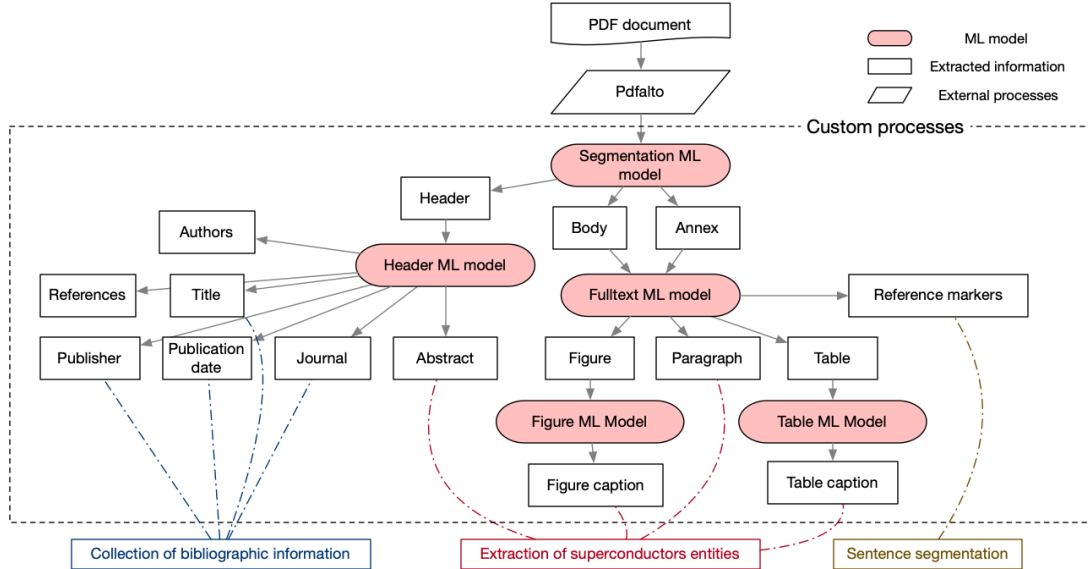 PDF document
ML model
Extracted information
External processes
Pdfalto
Custom processes
Segmentation ML
model
Header
Body
Annex
Authors
Header ML model
References
Title
Fulltext ML model
Reference markers
Publisher
Publication
date
Journal
Abstract
Figure
Paragraph
Table
Figure ML Model
Table ML Model
Figure caption
Table caption
Collection of bibliographic information
Extraction of superconductors entities
Sentence segmentation